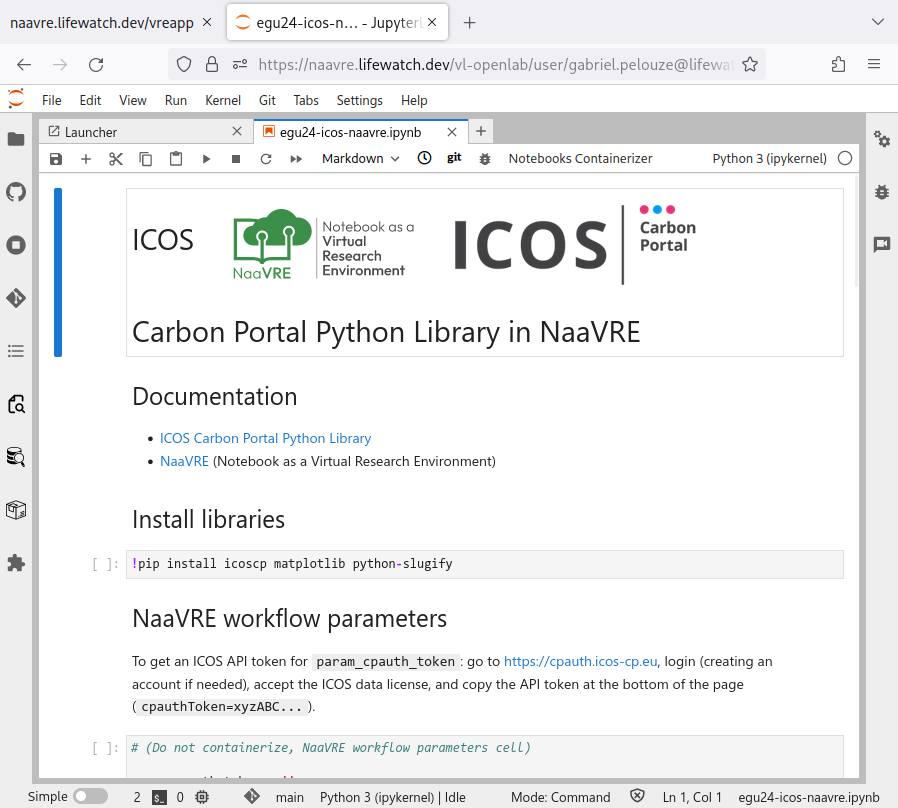 naavre.lifewatch.dev/vreapp
egu24-icos-n… - Jupyterl
https://naavre.lifewatch.dev/vl-openlab/user/gabriel.pelouze@lifewat
File Edit View Run Kernel Git Tabs Settings Help
Launcher
egu24-icos-naavre.ipynb
Markdown git Notebooks Containerizer Python 3 (ipykernel)
ICOS
NaaVRE
Notebook as a
Virtual
Research
Environment
ICOS
Carbon
Portal
Carbon Portal Python Library in NaaVRE
Documentation
• ICOS Carbon Portal Python Library
• NaaVRE (Notebook as a Virtual Research Environment)
Install libraries
[ ]: !pip install icoscp matplotlib python-slugify
NaaVRE workflow parameters
To get an ICOS API token for param_cpauth_token : go to https://cpauth.icos-cp.eu, login (creating an
account if needed), accept the ICOS data license, and copy the API token at the bottom of the page
( cpauthToken=xyzABC... ).
[ ]: # (Do not containerize, NaaVRE workflow parameters cell)
Simple 2 $_ 0 main Python 3 (ipykernel) | Idle Mode: Command Ln 1, Col 1 egu24-icos-naavre.ipynb